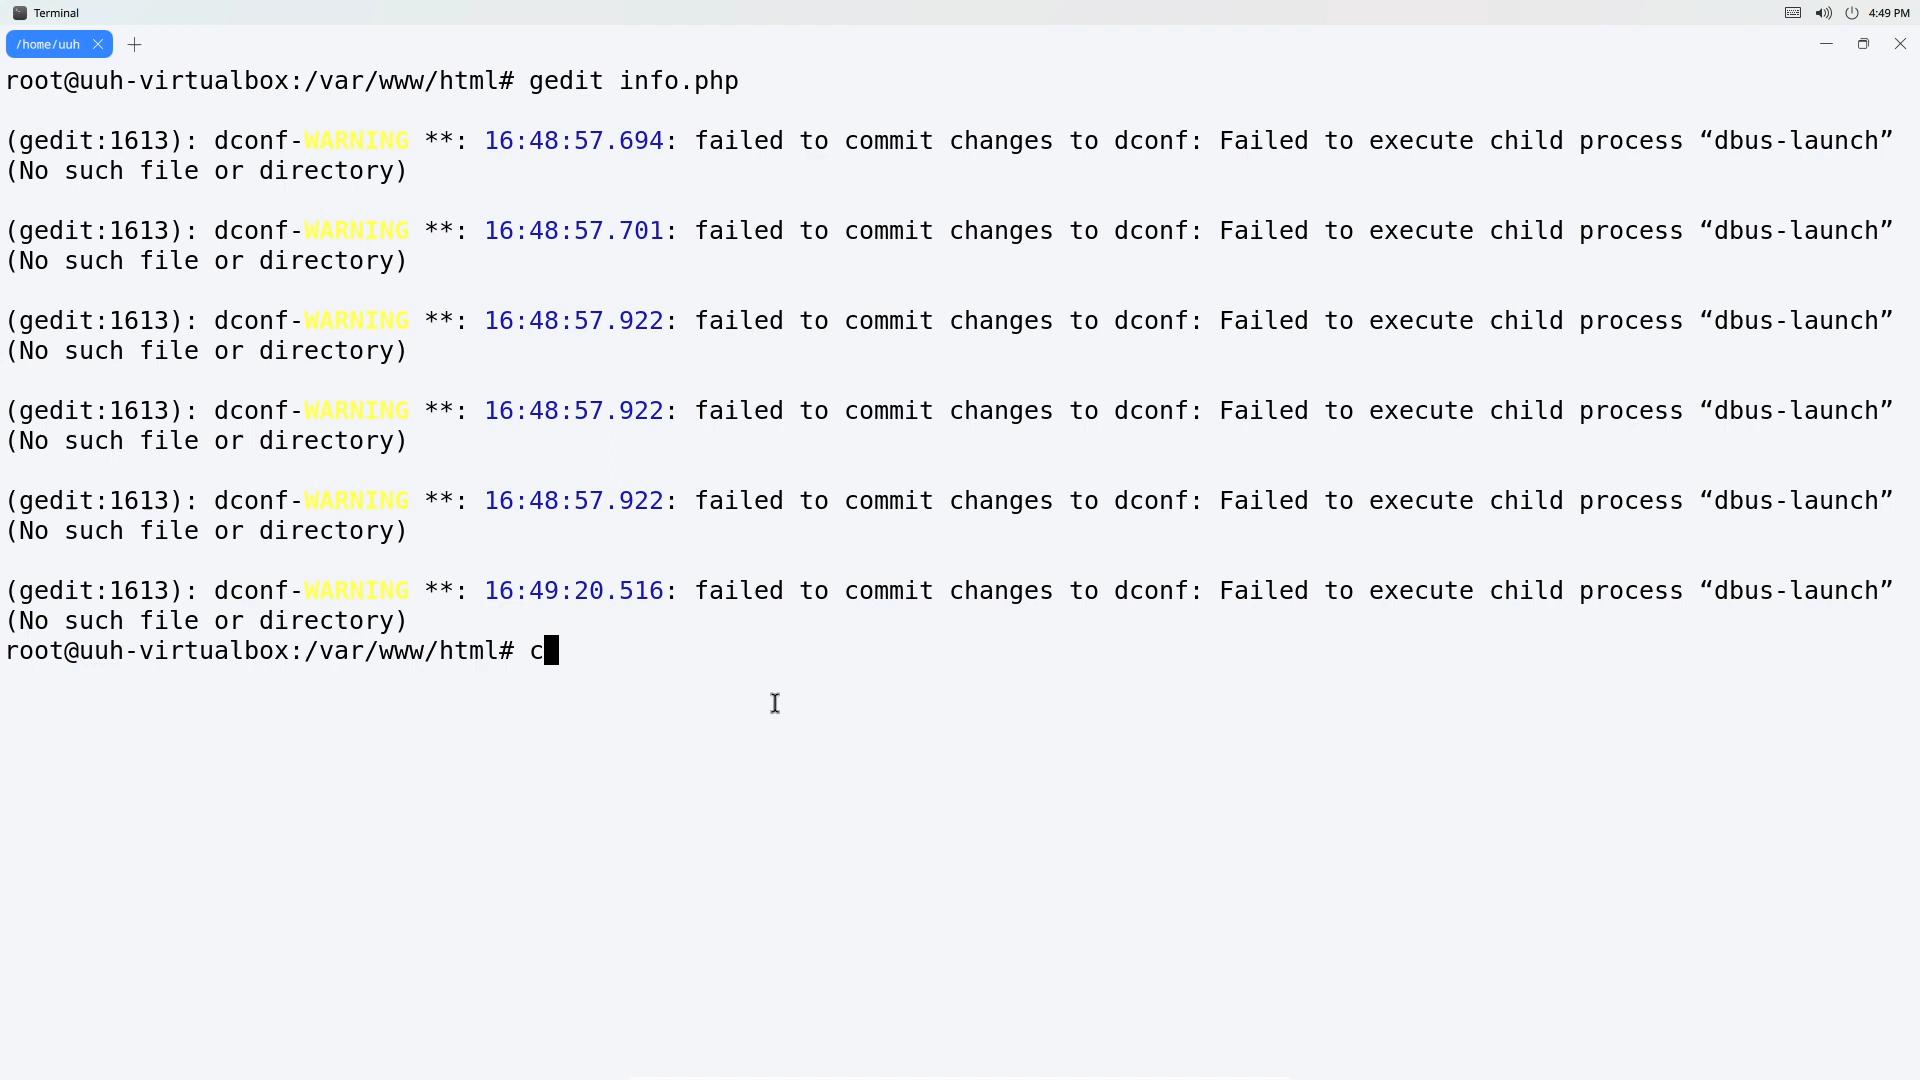 Terminal
4:49 PM
/home/uuh
root@uuh-virtualbox:/var/www/html# gedit info.php
(gedit:1613): dconf-WARNING **: 16:48:57.694: failed to commit changes to dconf: Failed to execute child process “dbus-launch”
(No such file or directory)
(gedit:1613): dconf-WARNING **: 16:48:57.701: failed to commit changes to dconf: Failed to execute child process “dbus-launch”
(No such file or directory)
(gedit:1613): dconf-WARNING **: 16:48:57.922: failed to commit changes to dconf: Failed to execute child process “dbus-launch”
(No such file or directory)
(gedit:1613): dconf-WARNING **: 16:48:57.922: failed to commit changes to dconf: Failed to execute child process “dbus-launch”
(No such file or directory)
(gedit:1613): dconf-WARNING **: 16:48:57.922: failed to commit changes to dconf: Failed to execute child process “dbus-launch”
(No such file or directory)
(gedit:1613): dconf-WARNING **: 16:49:20.516: failed to commit changes to dconf: Failed to execute child process “dbus-launch”
(No such file or directory)
root@uuh-virtualbox:/var/www/html# c